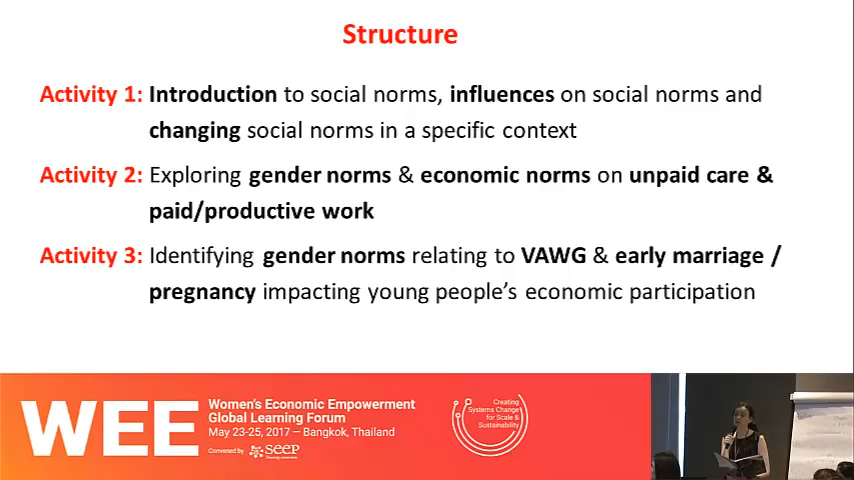 Structure
Activity 1: Introduction to social norms, influences on social norms and
changing social norms in a specific context
Activity 2: Exploring gender norms & economic norms on unpaid care &
paid/productive work
Activity 3: Identifying gender norms relating to VAWG & early marriage /
pregnancy impacting young people's economic participation
WEE
Women's Economic Empowerment
Global Learning Forum
May 23-25, 2017 – Bangkok, Thailand
Convened by SEEP
Creating
Systems Change
for Scale &
Sustainability